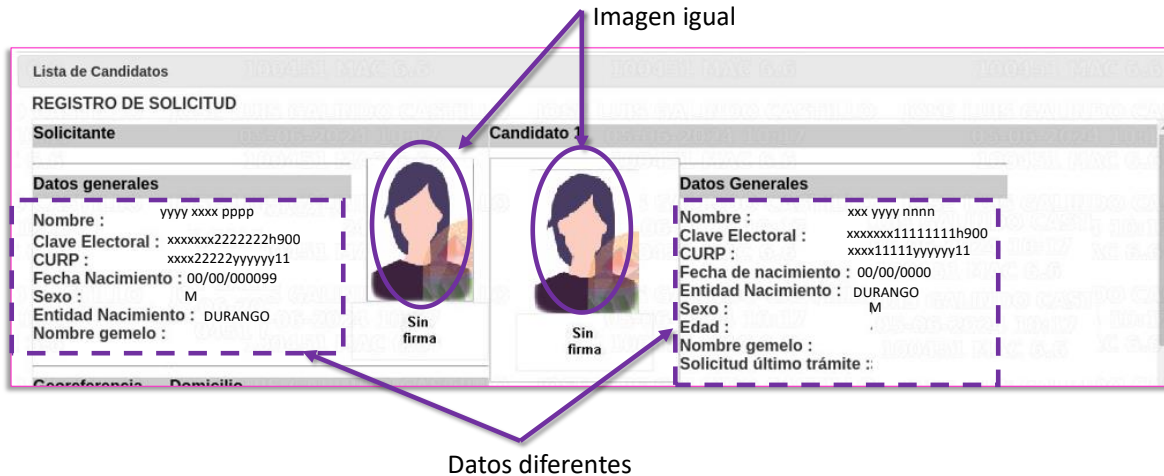 Imagen igual
Lista de Candidatos
REGISTRO DE SOLICITUD
Solicitante
Candidato 1
Datos generales
Nombre : yyyy xxxx pppp
Clave Electoral : xxxxxxx2222222h900
CURP : xxxx22222yyyyyy11
Fecha Nacimiento : 00/00/000099
Sexo : M
Entidad Nacimiento : DURANGO
Nombre gemelo :
Sin
firma
Sin
firma
Datos Generales
Nombre : xxx yyyy nnnn
Clave Electoral : xxxxxxx11111111h900
CURP : xxxx11111yyyyyy11
Fecha de nacimiento : 00/00/0000
Entidad Nacimiento : DURANGO
Sexo : M
Edad :
Nombre gemelo :
Solicitud último trámite :
Georeferencia Domicilio
Datos diferentes